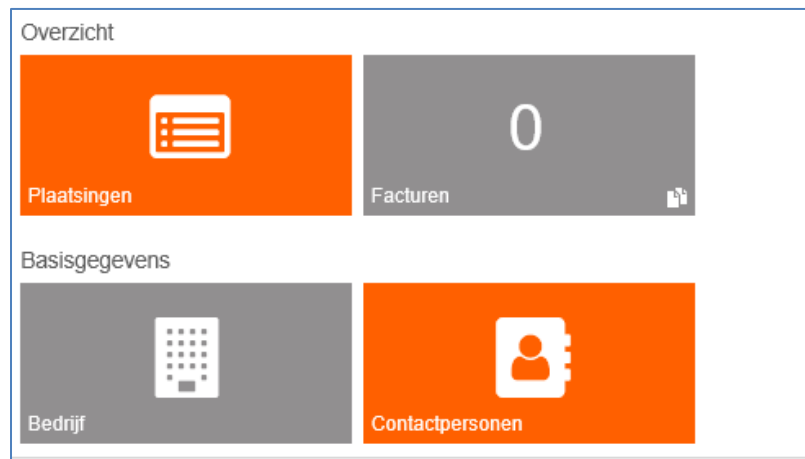 Overzicht
0
Plaatsingen
Facturen
Basisgegevens
Bedrijf
Contactpersonen